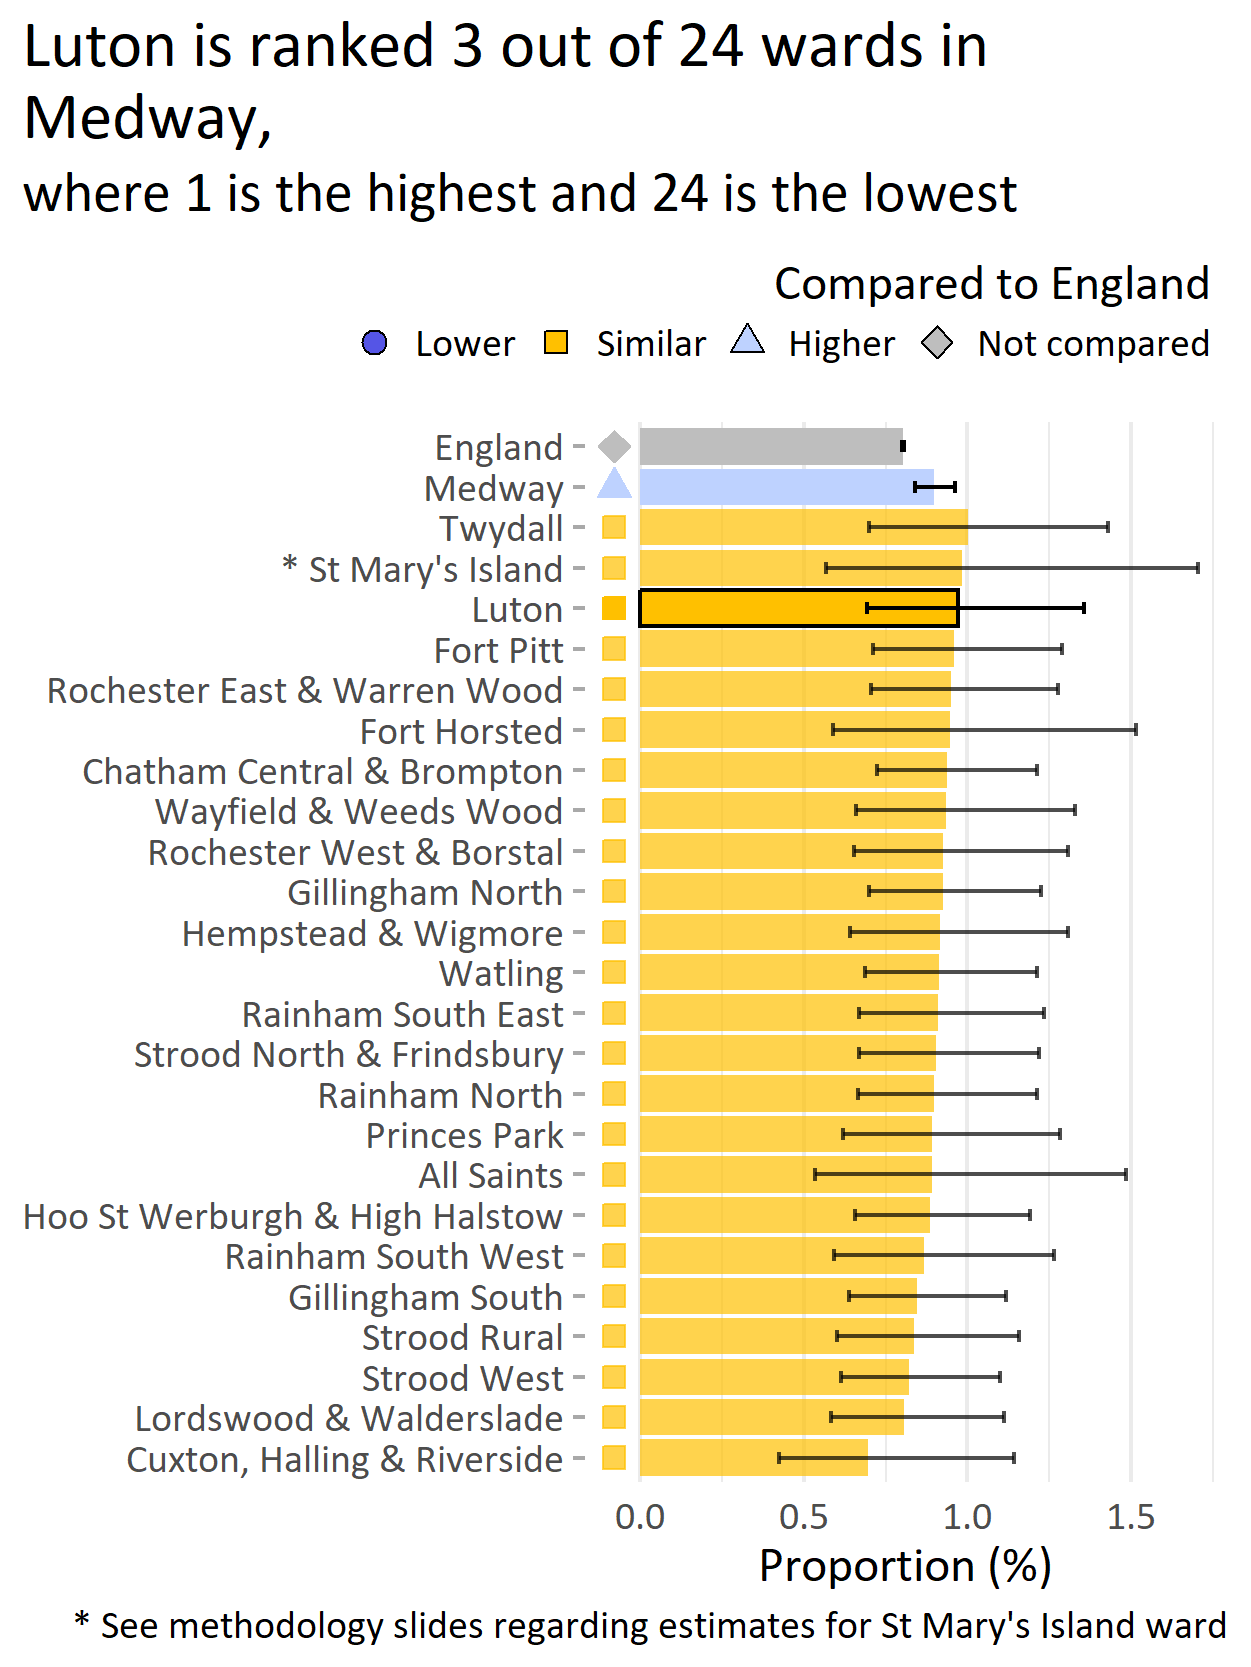 Luton is ranked 3 out of 24 wards in
Medway,
where 1 is the highest and 24 is the lowest
Compared to England
Lower Similar Higher Not compared
England
Medway
Twydall
* St Mary's Island
Luton
Fort Pitt
Rochester East & Warren Wood
Fort Horsted
Chatham Central & Brompton
Wayfield & Weeds Wood
Rochester West & Borstal
Gillingham North
Hempstead & Wigmore
Watling
Rainham South East
Strood North & Frindsbury
Rainham North
Princes Park
All Saints
Hoo St Werburgh & High Halstow
Rainham South West
Gillingham South
Strood Rural
Strood West
Lordswood & Walderslade
Cuxton, Halling & Riverside
0.0 0.5 1.0 1.5
Proportion (%)
* See methodology slides regarding estimates for St Mary's Island ward